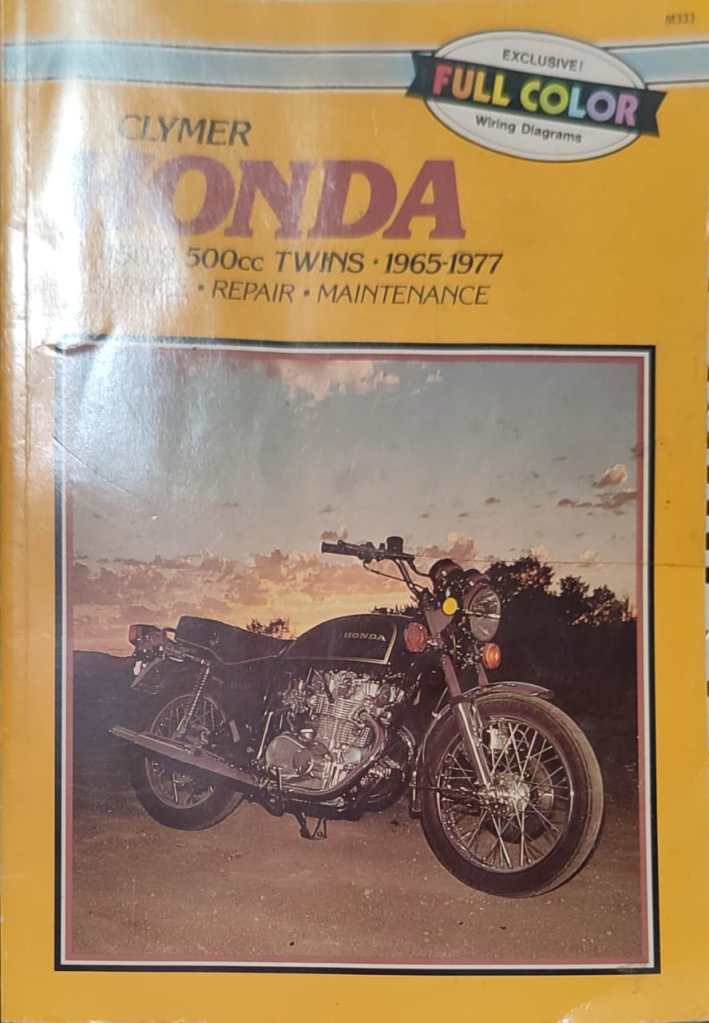 M333
EXCLUSIVE!
FULL COLOR
Wiring Diagrams
CLYMER
HONDA
500cc TWINS • 1965-1977
• REPAIR • MAINTENANCE
HONDA